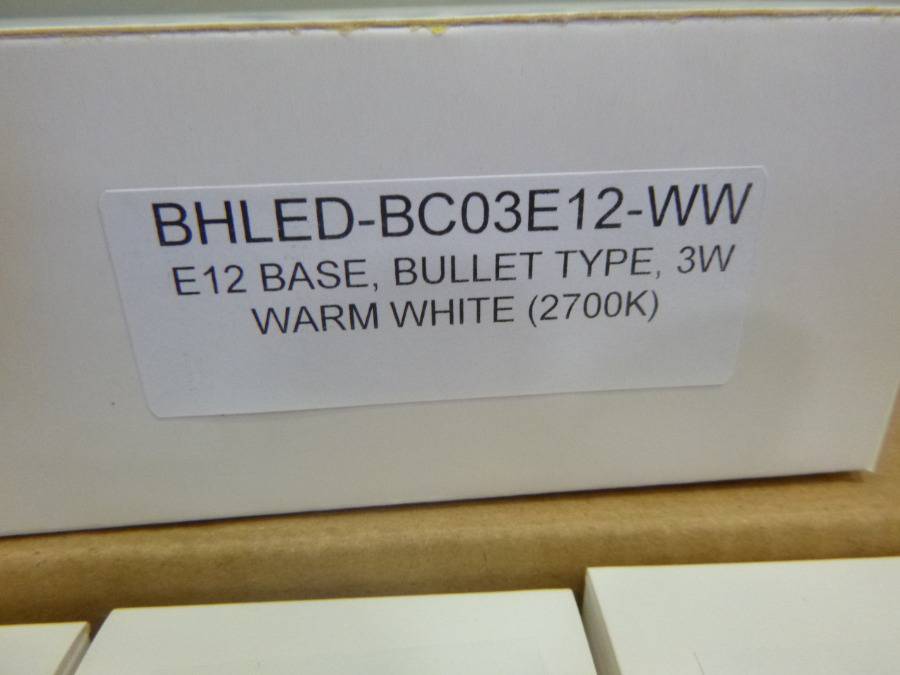 BHLED-BC03E12-WW
E12 BASE, BULLET TYPE, 3W
WARM WHITE (2700K)